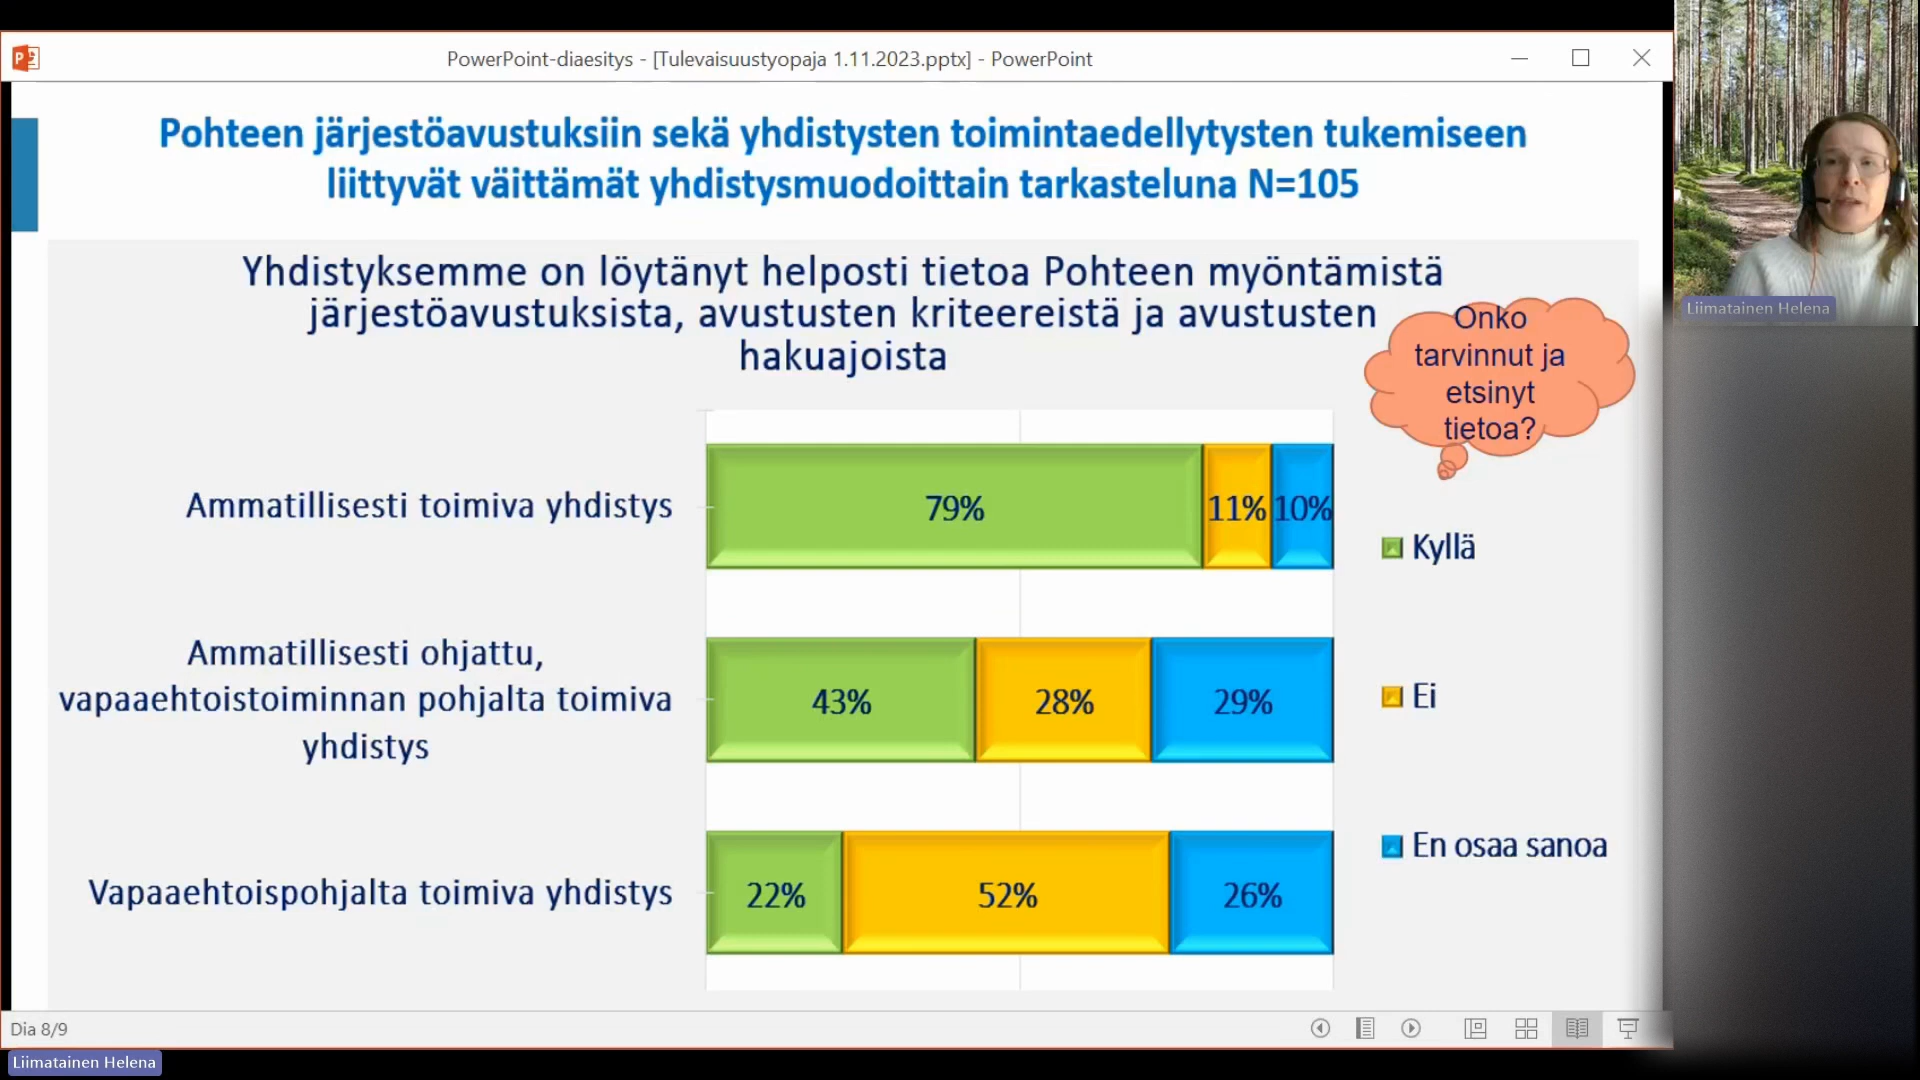 PowerPoint-diaesitys - [Tulevaisuustyopaja 1.11.2023.pptx] - PowerPoint
Pohteen järjestöavustuksiin sekä yhdistysten toimintaedellytysten tukemiseen
liittyvät väittämät yhdistysmuodoittain tarkasteluna N=105
Yhdistyksemme on löytänyt helposti tietoa Pohteen myöntämistä
järjestöavustuksista, avustusten kriteereistä ja avustusten
hakuajoista
Onko
tarvinnut ja
etsinyt
tietoa?
Liimatainen Helena
Ammatillisesti toimiva yhdistys
79% 11% 10%
Ammatillisesti ohjattu,
vapaaehtoistoiminnan pohjalta toimiva
yhdistys
43% 28% 29%
Vapaaehtoispohjalta toimiva yhdistys
22% 52% 26%
Kyllä
Ei
En osaa sanoa
Dia 8/9
Liimatainen Helena